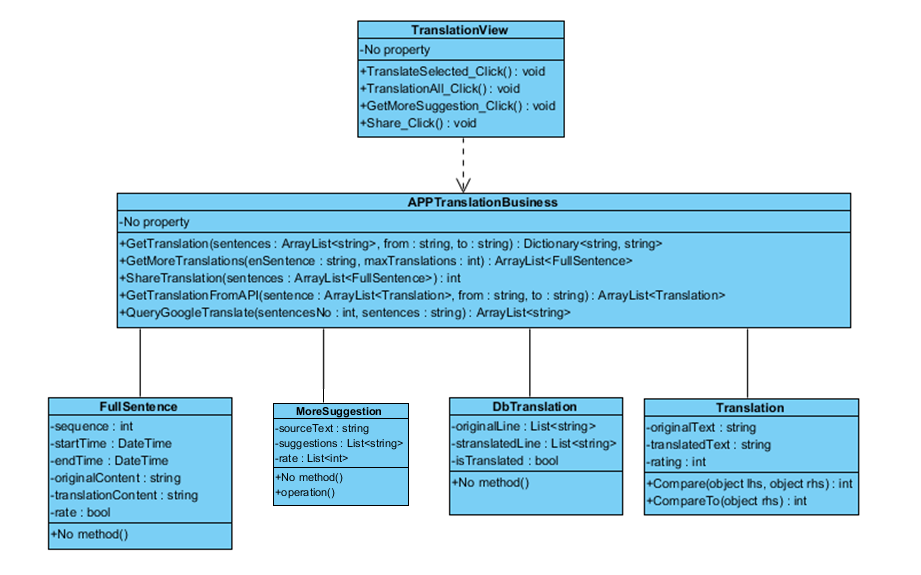 TranslationView
-No property
+TranslateSelected_Click() : void
+TranslationAll_Click() : void
+GetMoreSuggestion_Click() : void
+Share_Click() : void
APPTranslationBusiness
-No property
+GetTranslation(sentences : ArrayList<string>, from : string, to : string) : Dictionary<string, string>
+GetMoreTranslations(enSentence : string, maxTranslations : int) : ArrayList<FullSentence>
+ShareTranslation(sentences : ArrayList<FullSentence>) : int
+GetTranslationFromAPI(sentence : ArrayList<Translation>, from : string, to : string) : ArrayList<Translation>
+QueryGoogleTranslate(sentencesNo : int, sentences : string) : ArrayList<string>
FullSentence
-sequence : int
-startTime : DateTime
-endTime : DateTime
-originalContent : string
-translationContent : string
-rate : bool
+No method()
MoreSuggestion
-sourceText : string
-suggestions : List<string>
-rate : List<int>
+No method()
+operation()
DbTranslation
-originalLine : List<string>
-stranslatedLine : List<string>
-isTranslated : bool
+No method()
Translation
-originalText : string
-translatedText : string
-rating : int
+Compare(object lhs, object rhs) : int
+CompareTo(object rhs) : int